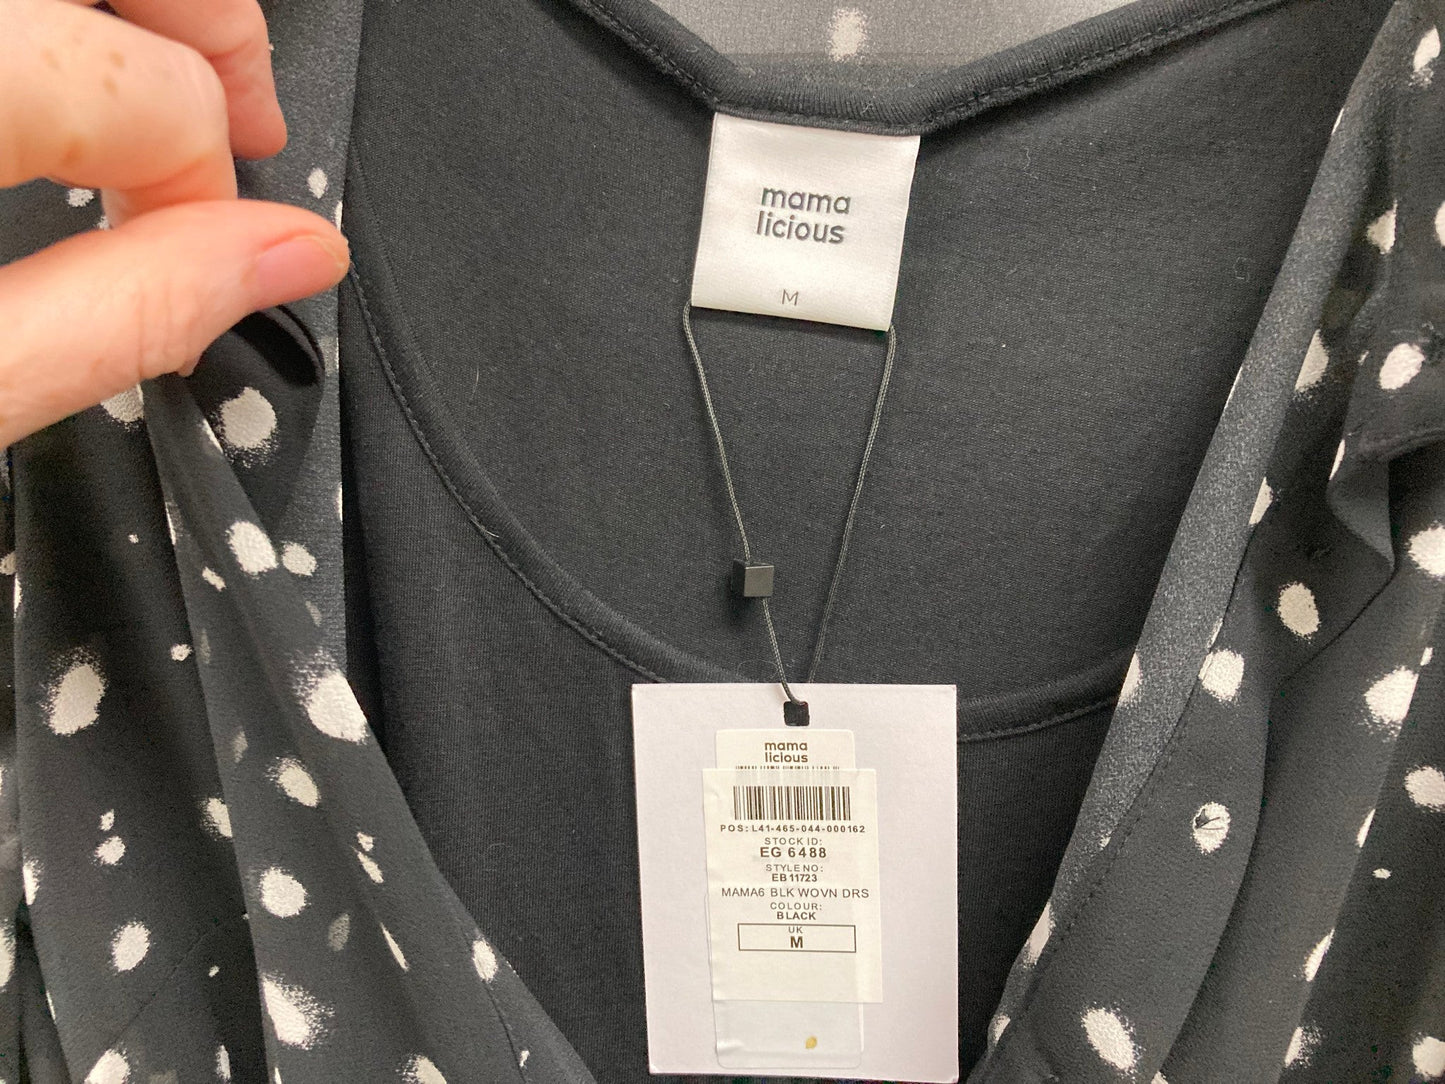 mama
licious
M
mama
licious
POS:L41-465-044-000162
STOCK ID:
EG 6488
STYLE NO:
EB11723
MAMA6 BLK WOVN DRS
COLOUR:
BLACK
UK
M